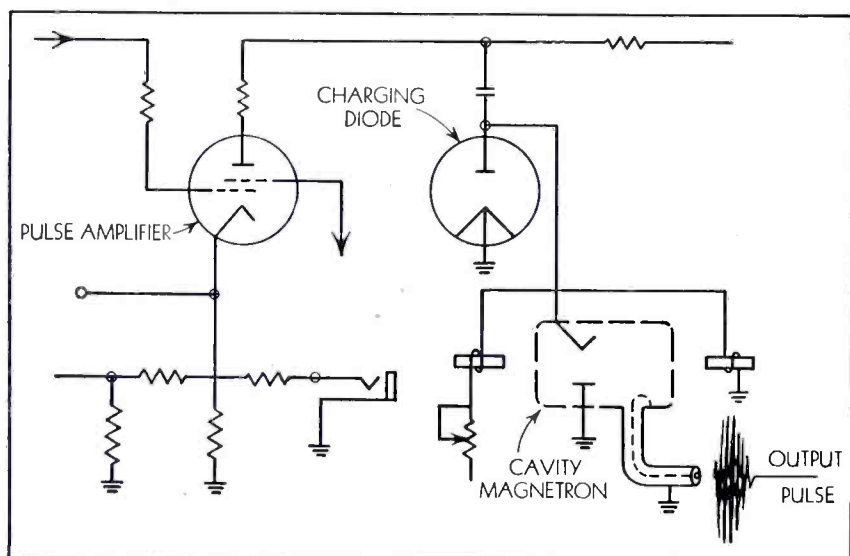 CHARGING
DIODE
PULSE AMPLIFIER
CAVITY
MAGNETRON
OUTPUT
PULSE